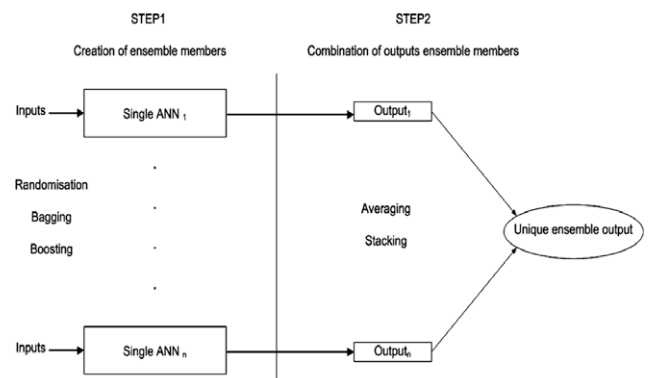 STEP1
STEP2
Creation of ensemble members
Combination of outputs ensemble members
Inputs
Single ANN 1
Output1
Randomisation
Bagging
Boosting
Averaging
Stacking
Unique ensemble output
Inputs
Single ANN n
Outputn